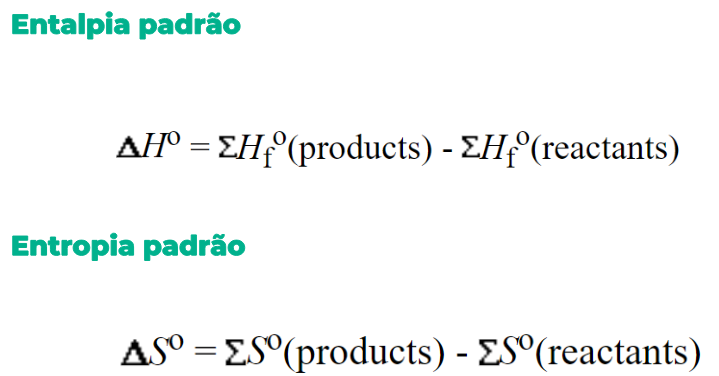 Entalpia padrão
ΔHº = ΣHfº(products) - ΣHfº(reactants)
Entropia padrão
ΔSº = ΣSº(products) - ΣSº(reactants)